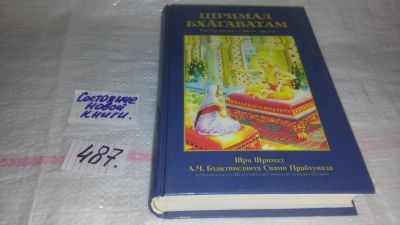 Состояние
новой
книги.
487.
ШРИМАД
БХАГАВАТАМ
Шри Шримад
А.Ч. Бхактиведанта Свами Прабхупада